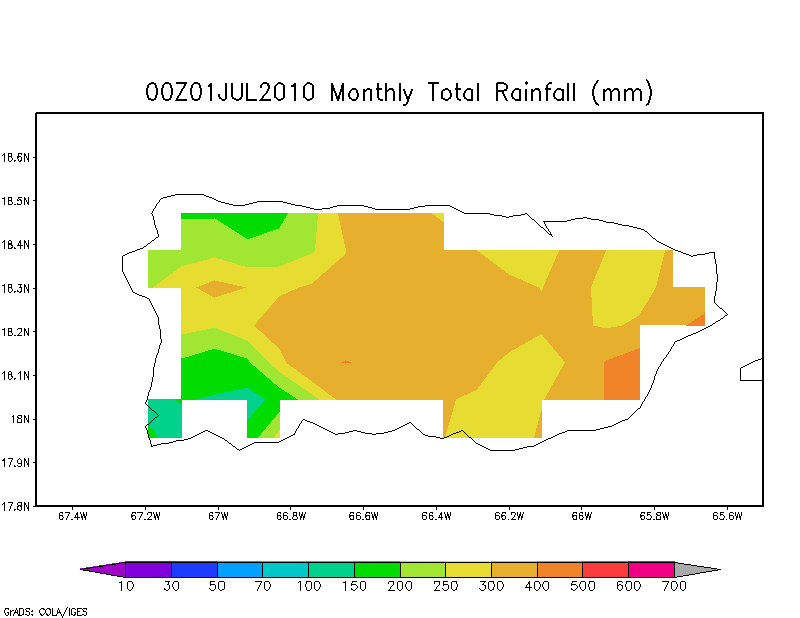 00Z01JUL2010 Monthly Total Rainfall (mm)
18.6N
18.5N
18.4N
18.3N
18.2N
18.1N
18N
17.9N
17.8N
67.4W 67.2W 67W 66.8W 66.6W 66.4W 66.2W 66W 65.8W 65.6W
10 30 50 70 100 150 200 250 300 400 500 600 700
GrADS: COLA/IGES